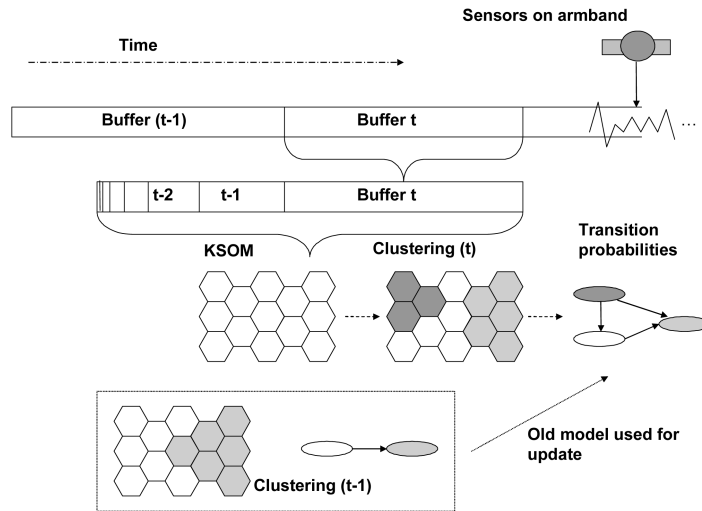 Sensors on armband
Time
Buffer (t-1)
Buffer t
...
t-2
t-1
Buffer t
KSOM
Clustering (t)
Transition
probabilities
Old model used for
update
Clustering (t-1)